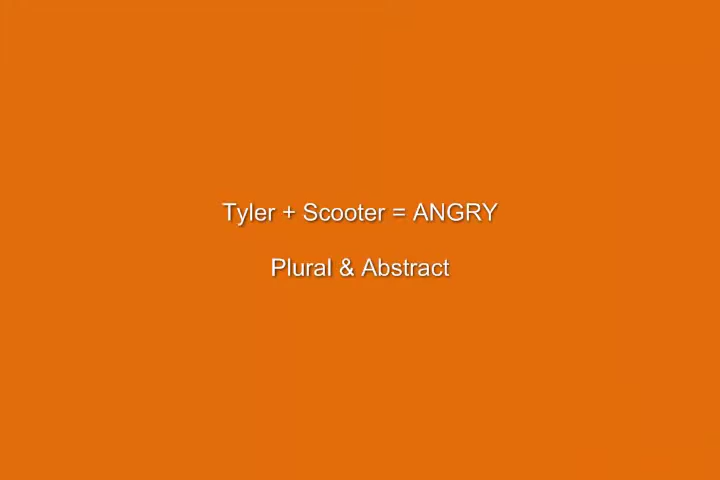 Tyler + Scooter = ANGRY
Plural & Abstract